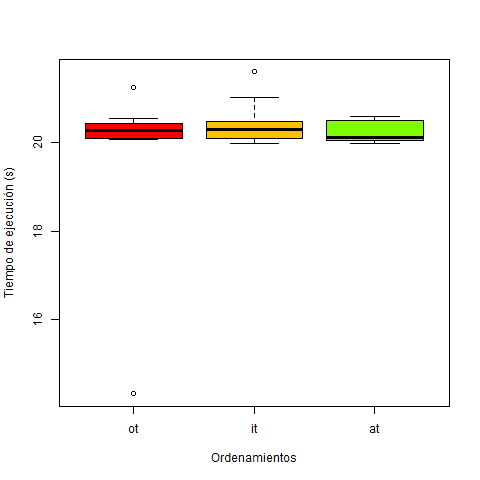 Tiempo de ejecución (s)
20
18
16
ot it at
Ordenamientos